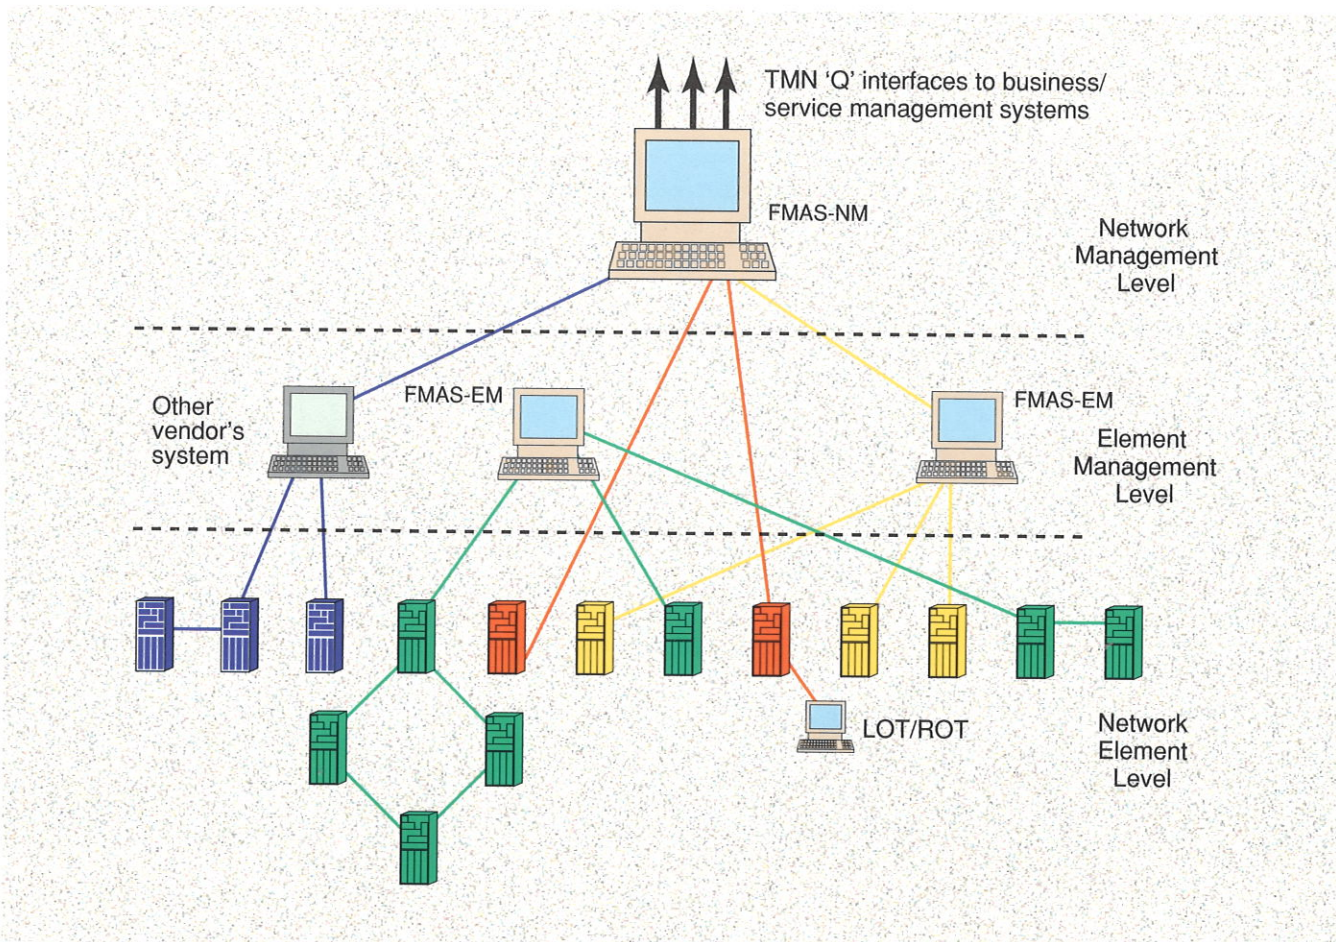 TMN ‘Q’ interfaces to business/
service management systems
FMAS-NM
Network
Management
Level
Other
vendor's
system
FMAS-EM
FMAS-EM
Element
Management
Level
LOT/ROT
Network
Element
Level